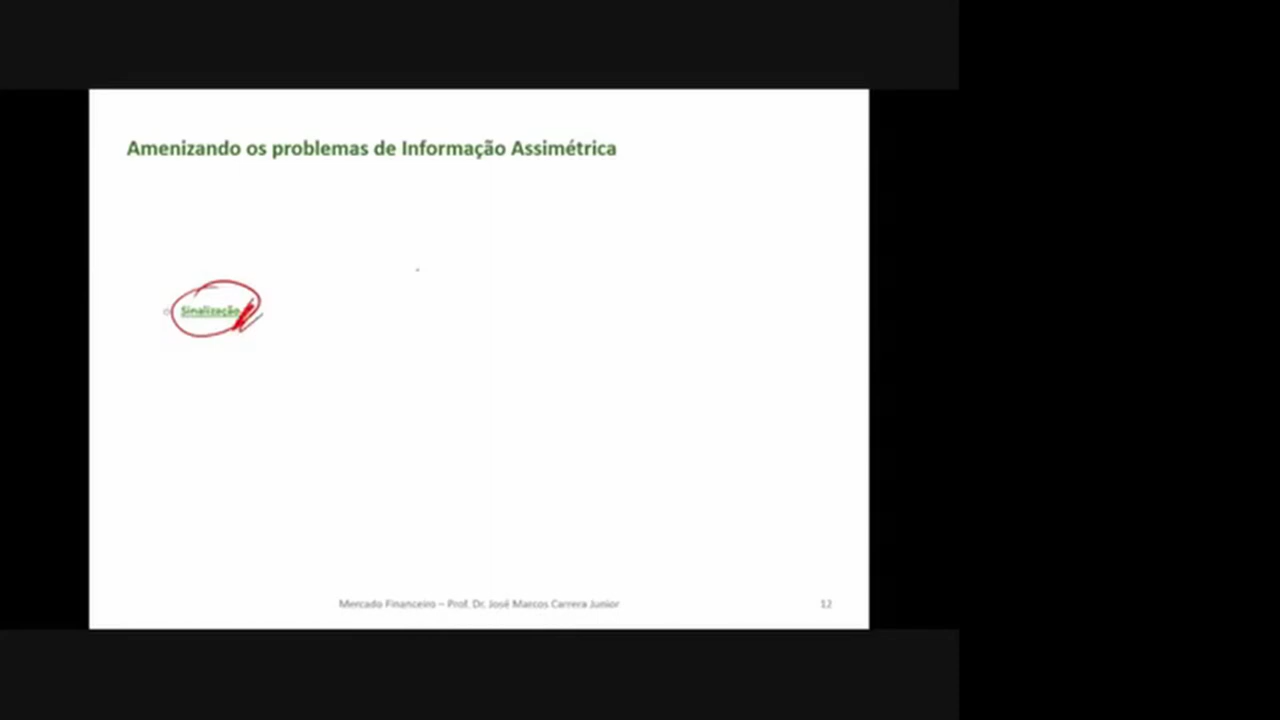 Amenizando os problemas de Informação Assimétrica
Sinalização
Mercado Financeiro – Prof. Dr. José Marcos Carrera Junior
12